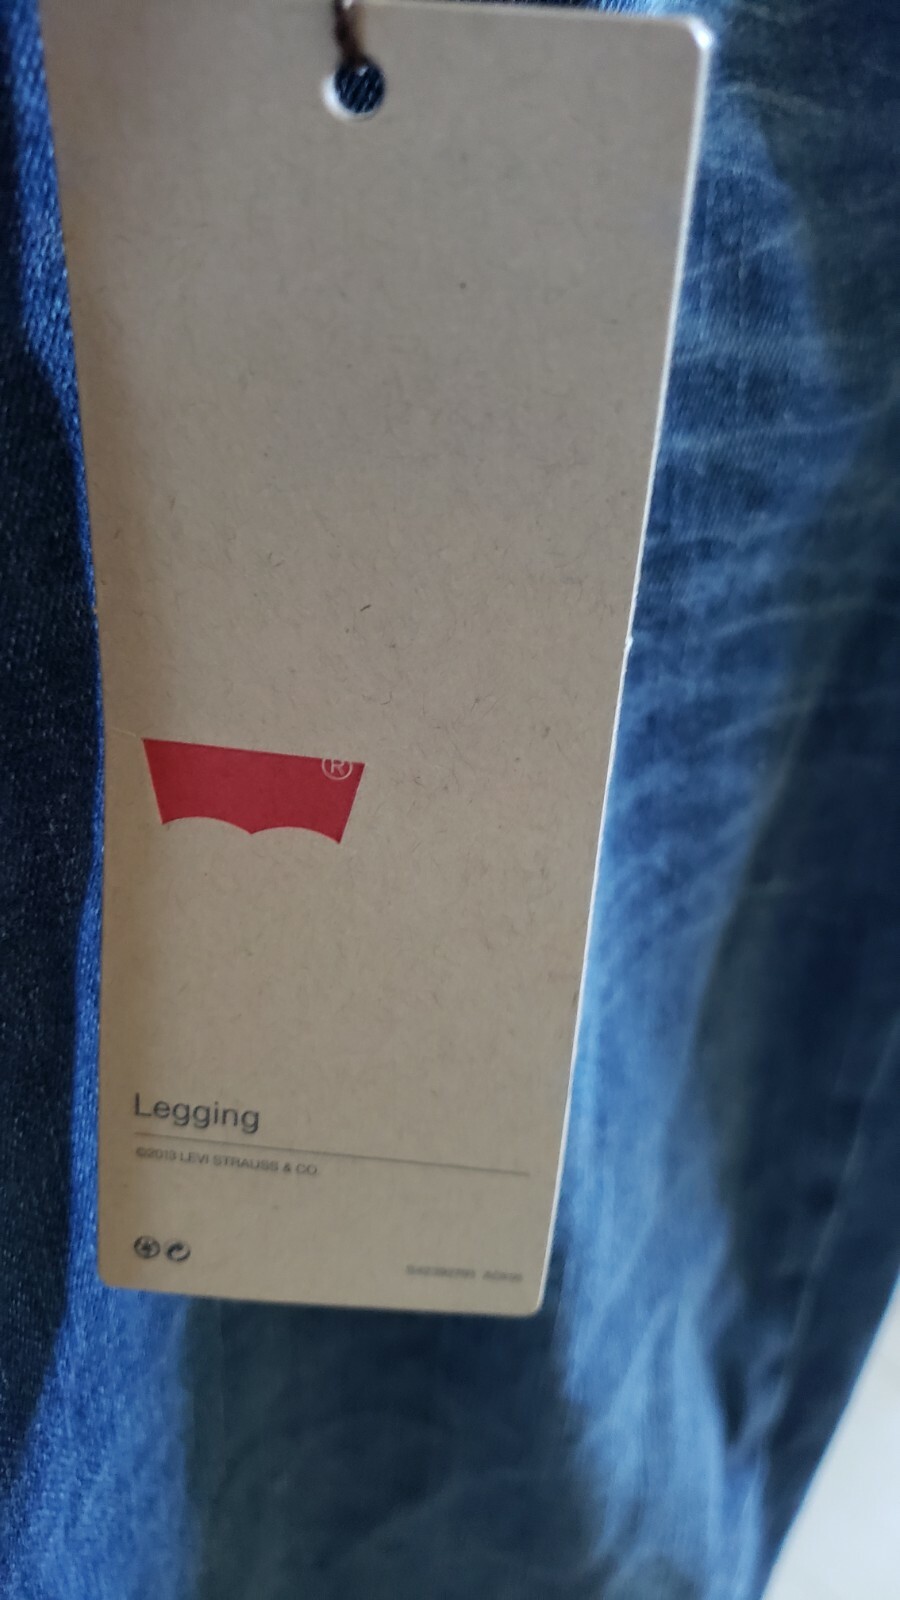 ®
Legging
©2013 LEVI STRAUSS & CO.